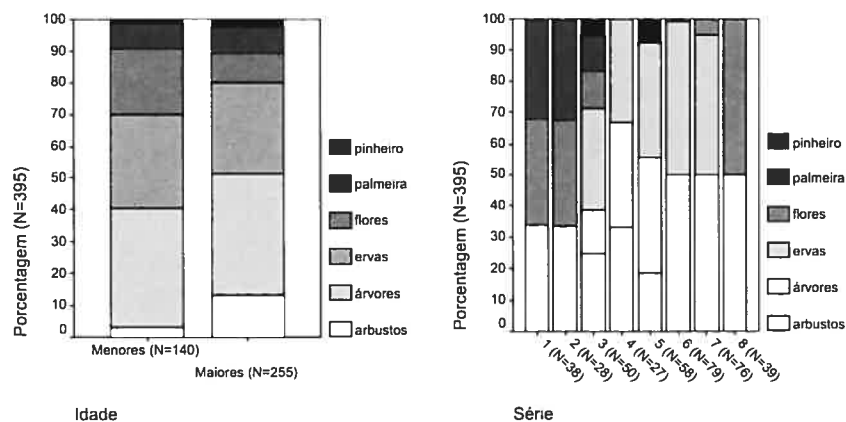 Porcentagem (N=395)
100
90
80
70
60
50
40
30
20
10
0
Menores (N=140)
Maiores (N=255)
Idade
pinheiro
palmeira
flores
ervas
árvores
arbustos
Porcentagem (N=395)
100
90
80
70
60
50
40
30
20
10
0
1 (N=38)
2 (N=28)
3 (N=50)
4 (N=27)
5 (N=58)
6 (N=79)
7 (N=76)
8 (N=39)
Série
pinheiro
palmeira
flores
ervas
árvores
arbustos